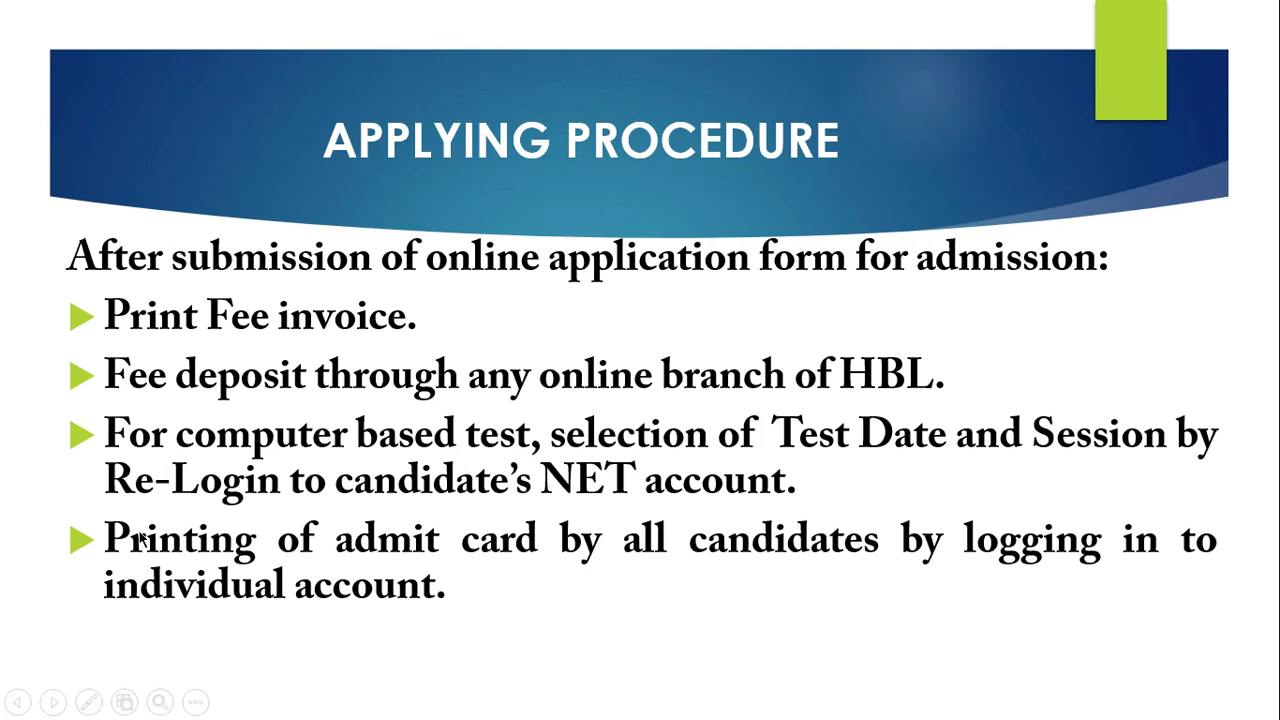 APPLYING PROCEDURE
After submission of online application form for admission:
Print Fee invoice.
Fee deposit through any online branch of HBL.
For computer based test, selection of Test Date and Session by
Re-Login to candidate’s NET account.
Printing of admit card by all candidates by logging in to
individual account.